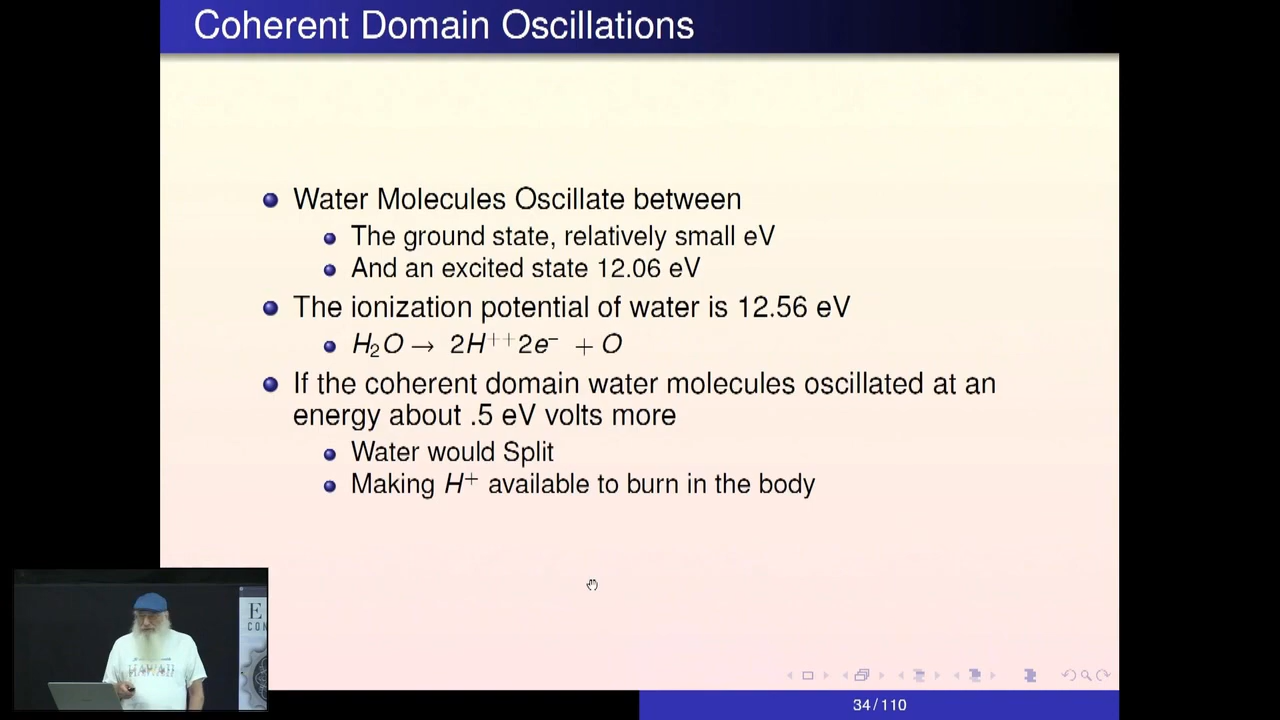 Coherent Domain Oscillations
Water Molecules Oscillate between
The ground state, relatively small eV
And an excited state 12.06 eV
The ionization potential of water is 12.56 eV
H₂O → 2H⁺⁺2e⁻ + O
If the coherent domain water molecules oscillated at an
energy about .5 eV volts more
Water would Split
Making H⁺ available to burn in the body
HAWAII
E
CON
34 / 110